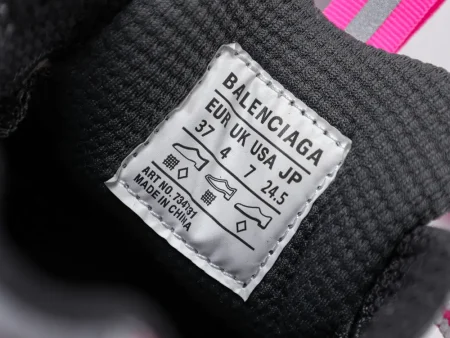 BALENCIAGA
EUR UK USA JP
37 4 7 24.5
ART NO. 734731
MADE IN CHINA